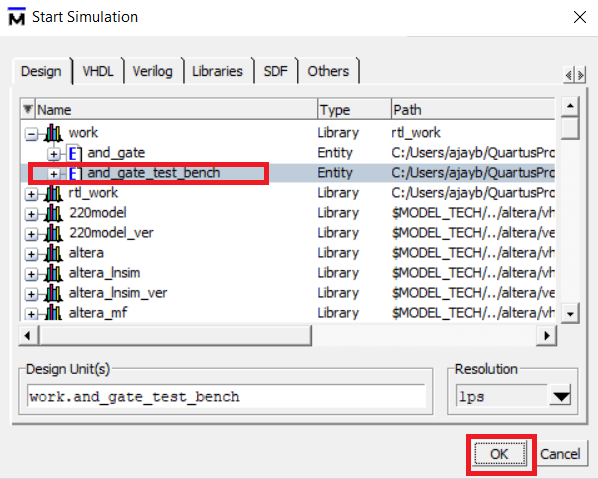 Start Simulation
Design VHDL Verilog Libraries SDF Others
Name Type Path
work Library rtl_work
and_gate Entity C:/Users/ajayb/QuartusPro
and_gate_test_bench Entity C:/Users/ajayb/QuartusPro
rtl_work Library C:/Users/ajayb/QuartusPro
220model Library $MODEL_TECH/../altera/vh
220model_ver Library $MODEL_TECH/../altera/ve
altera Library $MODEL_TECH/../altera/vh
altera_lnsim Library $MODEL_TECH/../altera/vh
altera_lnsim_ver Library $MODEL_TECH/../altera/ve
altera_mf Library $MODEL_TECH/../altera/vh
Design Unit(s) Resolution
work.and_gate_test_bench 1ps
OK Cancel